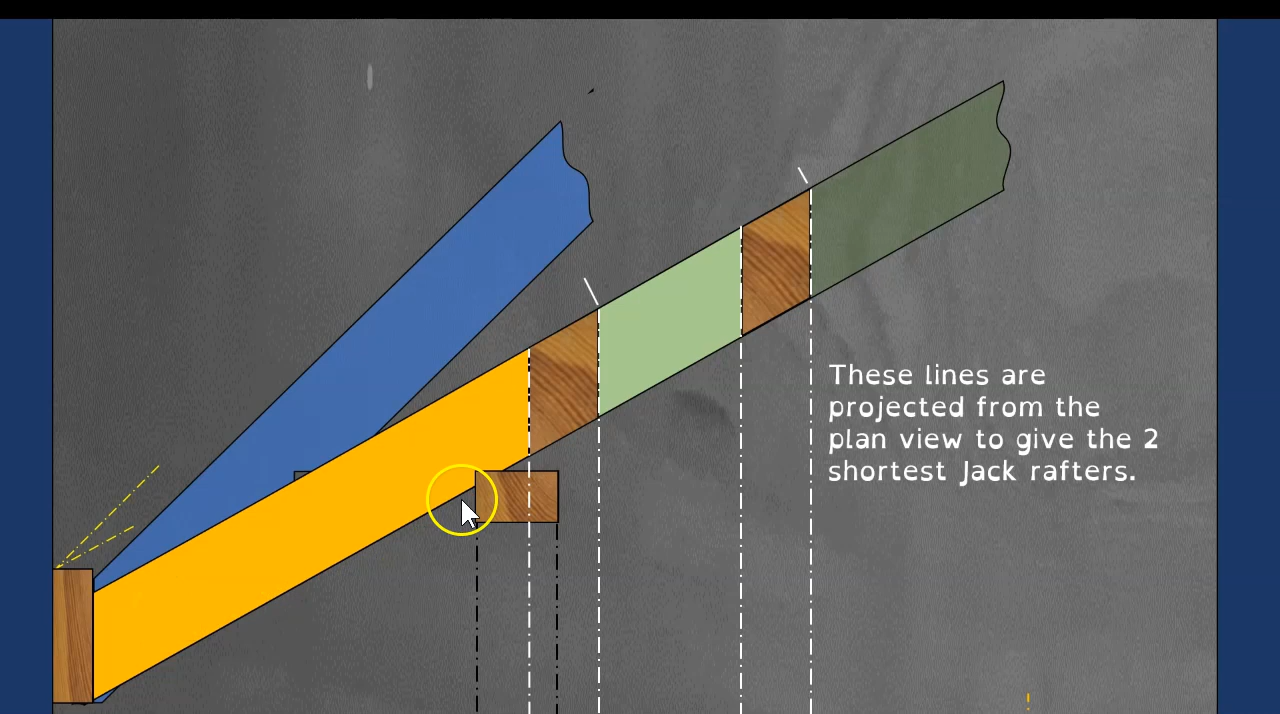 These lines are
projected from the
plan view to give the 2
shortest Jack rafters.